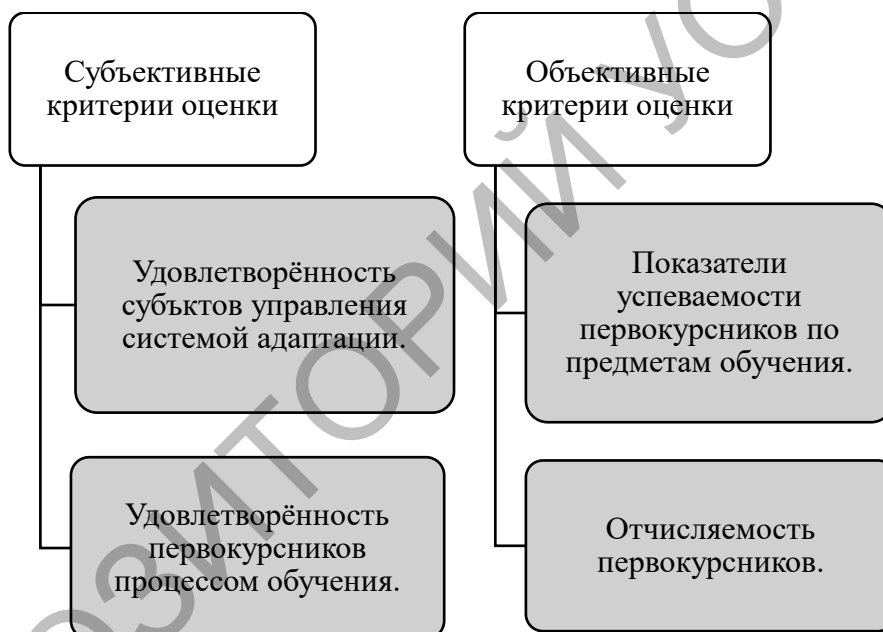 Субъективные
критерии оценки
Удовлетворённость
субъктов управления
системой адаптации.
Удовлетворённость
первокурсников
процессом обучения.
Объективные
критерии оценки
Показатели
успеваемости
первокурсников по
предметам обучения.
Отчисляемость
первокурсников.